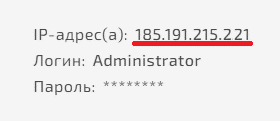 IP-адрес(а): 185.191.215.221
Логин: Administrator
Пароль: ********